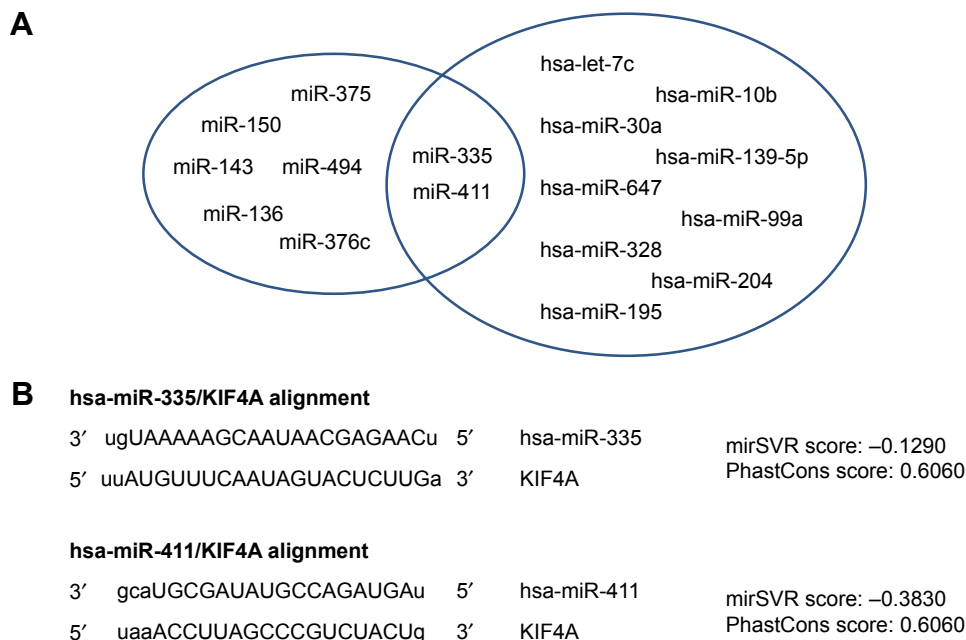 A
miR-375
miR-150
miR-143 miR-494
miR-136
miR-376c
miR-335
miR-411
hsa-let-7c
hsa-miR-10b
hsa-miR-30a
hsa-miR-139-5p
hsa-miR-647
hsa-miR-99a
hsa-miR-328
hsa-miR-204
hsa-miR-195
B
hsa-miR-335/KIF4A alignment
3′ ugUAAAAAGCAAUAACGAGAACu 5′ hsa-miR-335
5′ uuAUGUUUCAAUAGUACUCUUGa 3′ KIF4A
mirSVR score: –0.1290
PhastCons score: 0.6060
hsa-miR-411/KIF4A alignment
3′ gcaUGCGAUAUGCCAGAUGAu 5′ hsa-miR-411
5′ uaaACCUUAGCCCGUCUACUg 3′ KIF4A
mirSVR score: –0.3830
PhastCons score: 0.6060